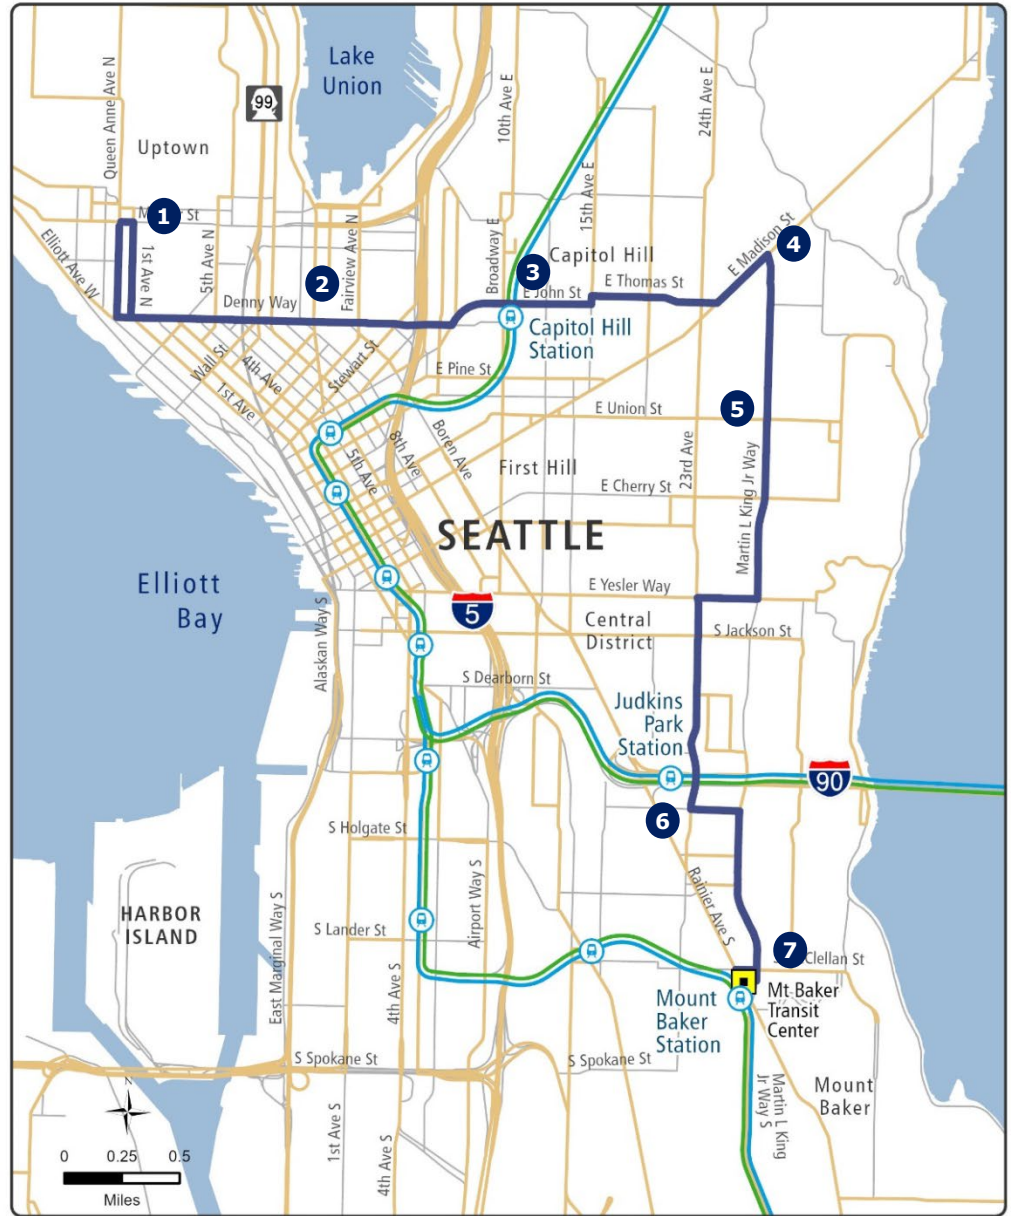 Lake
Union
99
Queen Anne Ave N
Uptown
10th Ave E
24th Ave E
15th Ave E
1
St
1st Ave N
5th Ave N
Elliott Ave W
2
Fairview Ave N
Denny Way
Broadway E
3
Capitol Hill
E Madison St
4
E John St
E Thomas St
Capitol Hill
Station
Wall St
4th Ave
1st Ave
Stewart St
E Pine St
E Union St
5
5th Ave
8th Ave
Boren Ave
First Hill
23rd Ave
Martin L King Jr Way
E Cherry St
SEATTLE
Elliott
Bay
5
E Yesler Way
Central
District
S Jackson St
Alaskan Way S
S Dearborn St
Judkins
Park
Station
90
6
S Holgate St
Rainier Ave S
HARBOR
ISLAND
East Marginal Way S
S Lander St
Airport Way S
4th Ave S
7
Clellan St
Mount
Baker
Station
Mt Baker
Transit
Center
S Spokane St
S Spokane St
Martin L King
Jr Way S
Mount
Baker
N
1st Ave S
4th Ave S
0 0.25 0.5
Miles